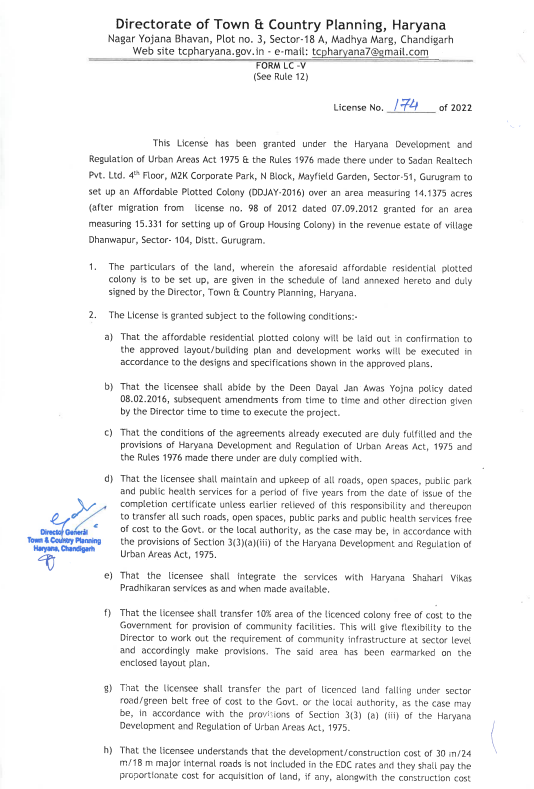 Directorate of Town & Country Planning, Haryana
Nagar Yojana Bhavan, Plot no. 3, Sector-18 A, Madhya Marg, Chandigarh
Web site tcpharyana.gov.in - e-mail: tcpharyana7@gmail.com
FORM LC -V
(See Rule 12)
License No. 174 of 2022
This License has been granted under the Haryana Development and
Regulation of Urban Areas Act 1975 & the Rules 1976 made there under to Sadan Realtech
Pvt. Ltd. 4th Floor, M2K Corporate Park, N Block, Mayfield Garden, Sector-51, Gurugram to
set up an Affordable Plotted Colony (DDJAY-2016) over an area measuring 14.1375 acres
(after migration from license no. 98 of 2012 dated 07.09.2012 granted for an area
measuring 15.331 for setting up of Group Housing Colony) in the revenue estate of village
Dhanwapur, Sector- 104, Distt. Gurugram.
1. The particulars of the land, wherein the aforesaid affordable residential plotted
colony is to be set up, are given in the schedule of land annexed hereto and duly
signed by the Director, Town & Country Planning, Haryana.
2. The License is granted subject to the following conditions:-
a) That the affordable residential plotted colony will be laid out in confirmation to
the approved layout/building plan and development works will be executed in
accordance to the designs and specifications shown in the approved plans.
b) That the licensee shall abide by the Deen Dayal Jan Awas Yojna policy dated
08.02.2016, subsequent amendments from time to time and other direction given
by the Director time to time to execute the project.
c) That the conditions of the agreements already executed are duly fulfilled and the
provisions of Haryana Development and Regulation of Urban Areas Act, 1975 and
the Rules 1976 made there under are duly complied with.
d) That the licensee shall maintain and upkeep of all roads, open spaces, public park
and public health services for a period of five years from the date of issue of the
completion certificate unless earlier relieved of this responsibility and thereupon
to transfer all such roads, open spaces, public parks and public health services free
of cost to the Govt. or the local authority, as the case may be, in accordance with
the provisions of Section 3(3)(a)(iii) of the Haryana Development and Regulation of
Urban Areas Act, 1975.
Director General
Town & Country Planning
Haryana, Chandigarh
e) That the licensee shall integrate the services with Haryana Shahari Vikas
Pradhikaran services as and when made available.
f) That the licensee shall transfer 10% area of the licenced colony free of cost to the
Government for provision of community facilities. This will give flexibility to the
Director to work out the requirement of community infrastructure at sector level
and accordingly make provisions. The said area has been earmarked on the
enclosed layout plan.
g) That the licensee shall transfer the part of licenced land falling under sector
road/green belt free of cost to the Govt. or the local authority, as the case may
be, in accordance with the provisions of Section 3(3) (a) (iii) of the Haryana
Development and Regulation of Urban Areas Act, 1975.
h) That the licensee understands that the development/construction cost of 30 m/24
m/18 m major internal roads is not included in the EDC rates and they shall pay the
proportionate cost for acquisition of land, if any, alongwith the construction cost